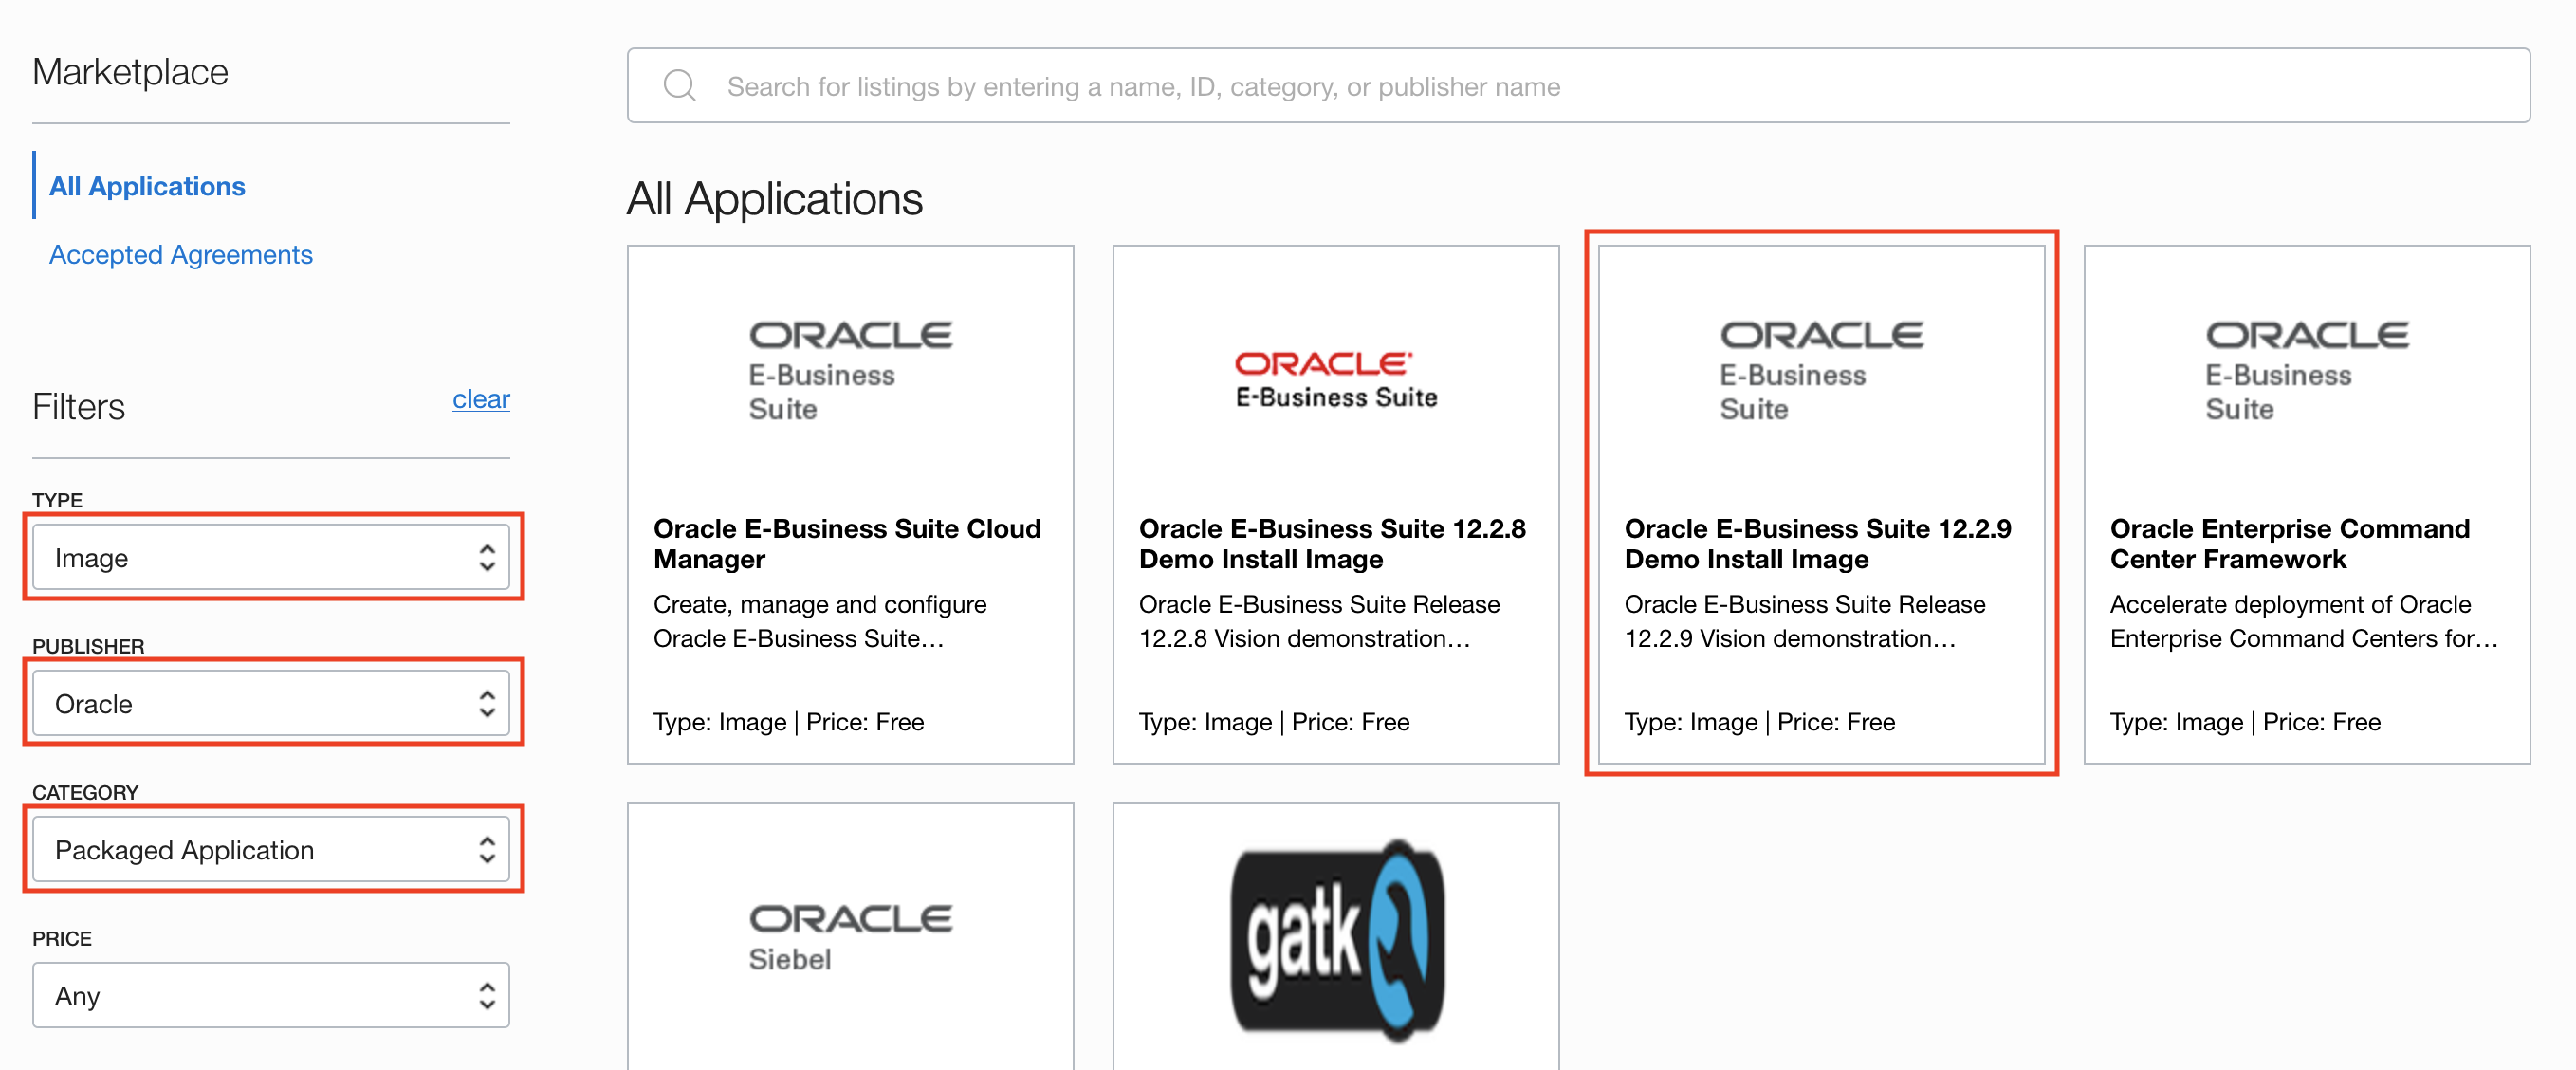 Marketplace
All Applications
Accepted Agreements
Filters
clear
TYPE
Image
PUBLISHER
Oracle
CATEGORY
Packaged Application
PRICE
Any
Search for listings by entering a name, ID, category, or publisher name
All Applications
ORACLE
E-Business
Suite
Oracle E-Business Suite Cloud
Manager
Create, manage and configure
Oracle E-Business Suite…
Type: Image | Price: Free
ORACLE
E-Business Suite
Oracle E-Business Suite 12.2.8
Demo Install Image
Oracle E-Business Suite Release
12.2.8 Vision demonstration…
Type: Image | Price: Free
ORACLE
E-Business
Suite
Oracle E-Business Suite 12.2.9
Demo Install Image
Oracle E-Business Suite Release
12.2.9 Vision demonstration…
Type: Image | Price: Free
ORACLE
E-Business
Suite
Oracle Enterprise Command
Center Framework
Accelerate deployment of Oracle
Enterprise Command Centers for…
Type: Image | Price: Free
ORACLE
Siebel
gatk